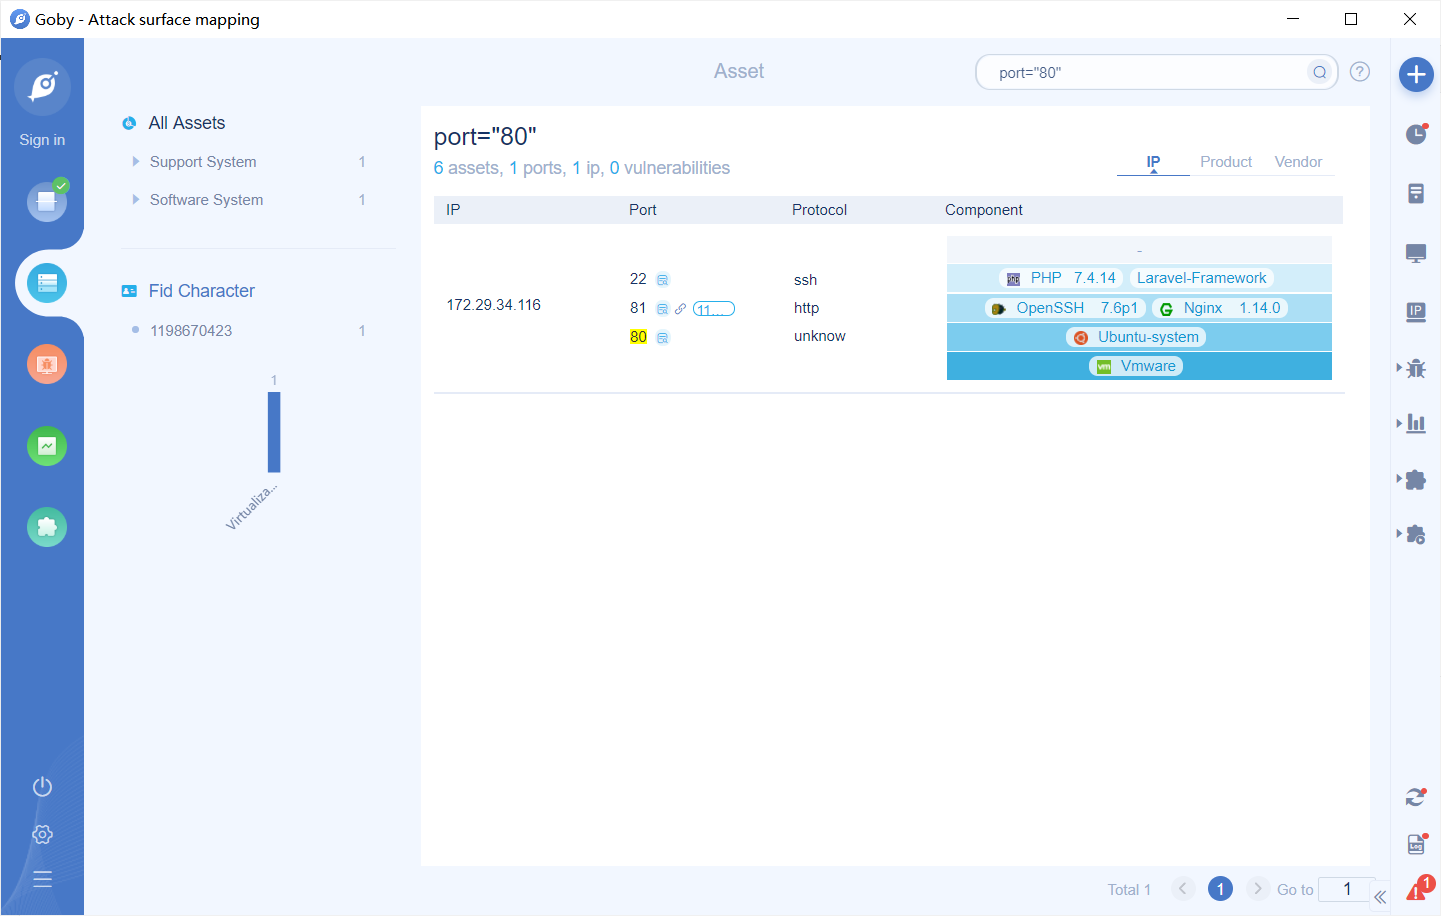 Goby - Attack surface mapping
Sign in
Asset
port="80"
All Assets
Support System 1
Software System 1
Fid Character
1198670423 1
1
Virtualiza...
port="80"
6 assets, 1 ports, 1 ip, 0 vulnerabilities
IP Product Vendor
IP Port Protocol Component
172.29.34.116
22 ssh
81 11.... http
80 unknow
-
PHP 7.4.14 Laravel-Framework
OpenSSH 7.6p1 Nginx 1.14.0
Ubuntu-system
vm Vmware
IP
Log
Total 1 1 Go to 1
1